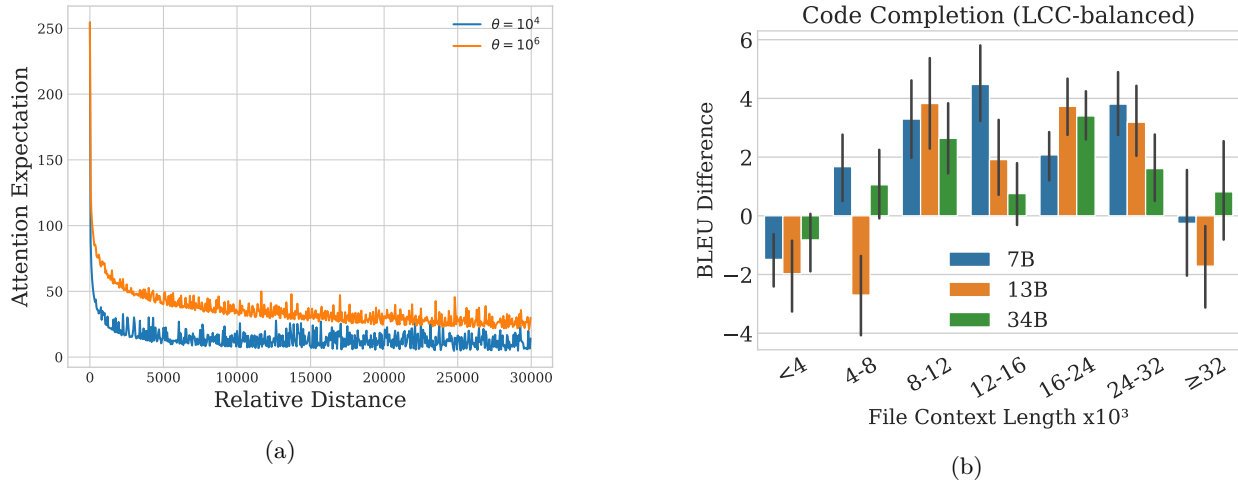 250
200
150
100
50
0
Attention Expectation
θ = 10⁴
θ = 10⁶
0 5000 10000 15000 20000 25000 30000
Relative Distance
(a)
Code Completion (LCC-balanced)
6
4
2
0
−2
−4
BLEU Difference
7B
13B
34B
<4 4-8 8-12 12-16 16-24 24-32 ≥32
File Context Length x10³
(b)